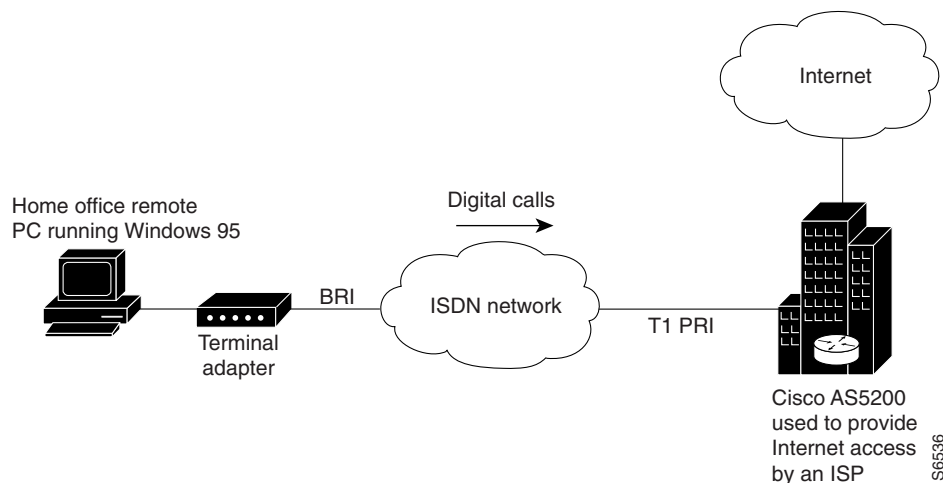 Internet
Digital calls
Home office remote
PC running Windows 95
BRI
ISDN network
T1 PRI
Terminal
adapter
Cisco AS5200
used to provide
Internet access
by an ISP
S6536